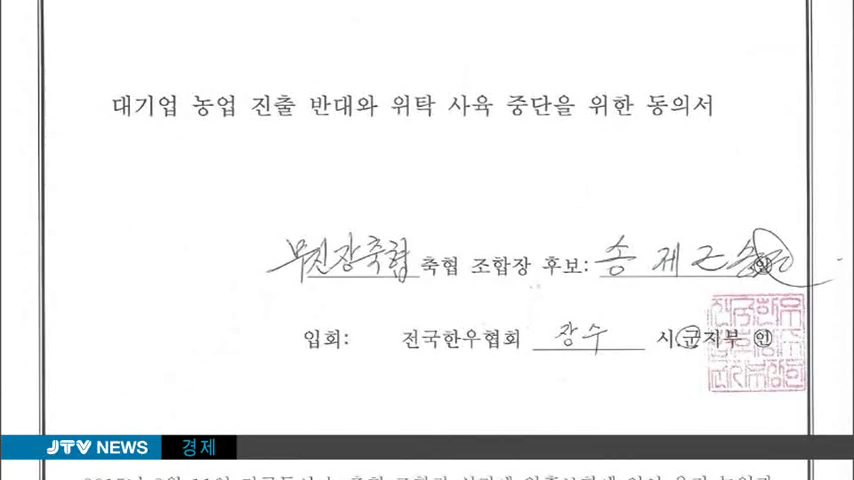 대기업 농업 진출 반대와 위탁 사육 중단을 위한 동의서
무진장축협 축협 조합장 후보: 송 제 근 인
입회: 전국한우협회 장수 시.군지부 인
JTV NEWS 경제